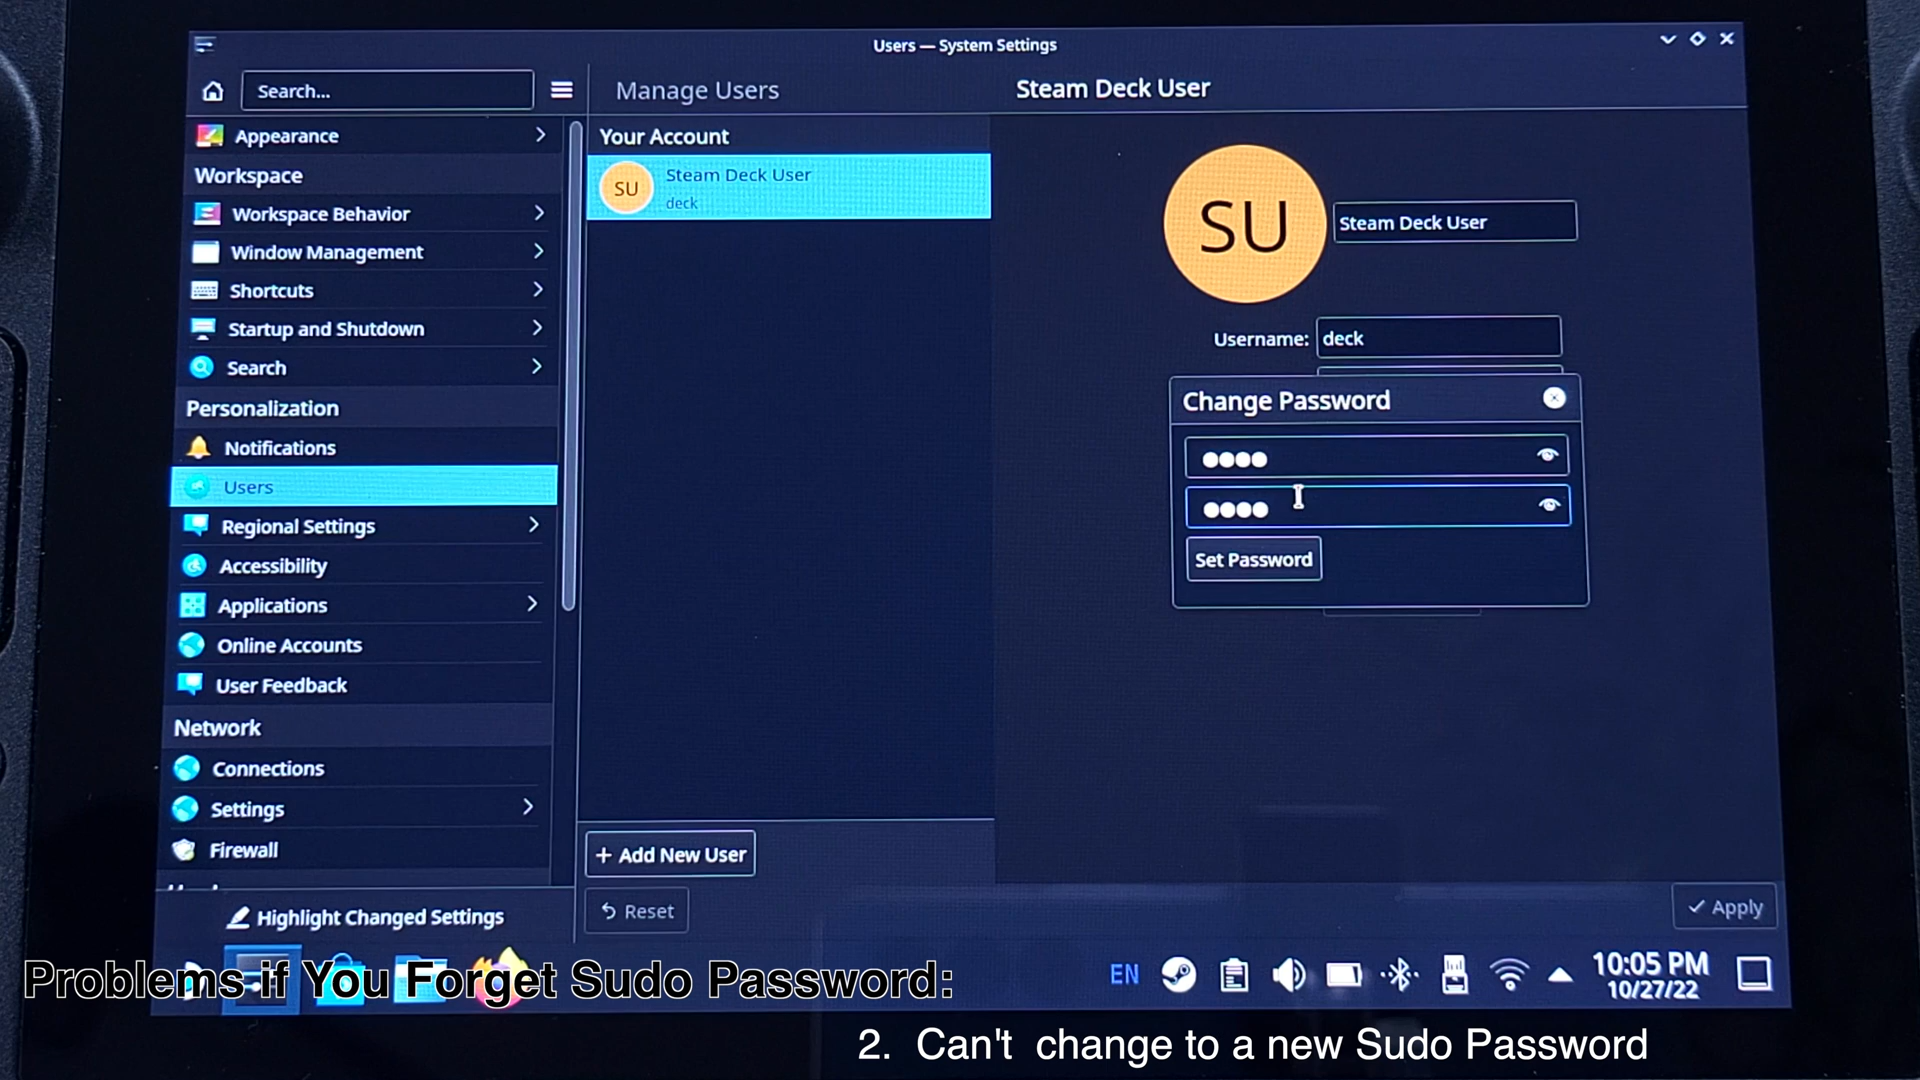 Users — System Settings
Search...
Manage Users
Steam Deck User
Appearance
Workspace
Workspace Behavior
Window Management
Shortcuts
Startup and Shutdown
Search
Personalization
Notifications
Users
Regional Settings
Accessibility
Applications
Online Accounts
User Feedback
Network
Connections
Settings
Firewall
Highlight Changed Settings
Your Account
SU
Steam Deck User
deck
+ Add New User
Reset
SU
Steam Deck User
Username: deck
Change Password
Set Password
Apply
EN
10:05 PM
10/27/22
Problems if You Forget Sudo Password:
2. Can't change to a new Sudo Password